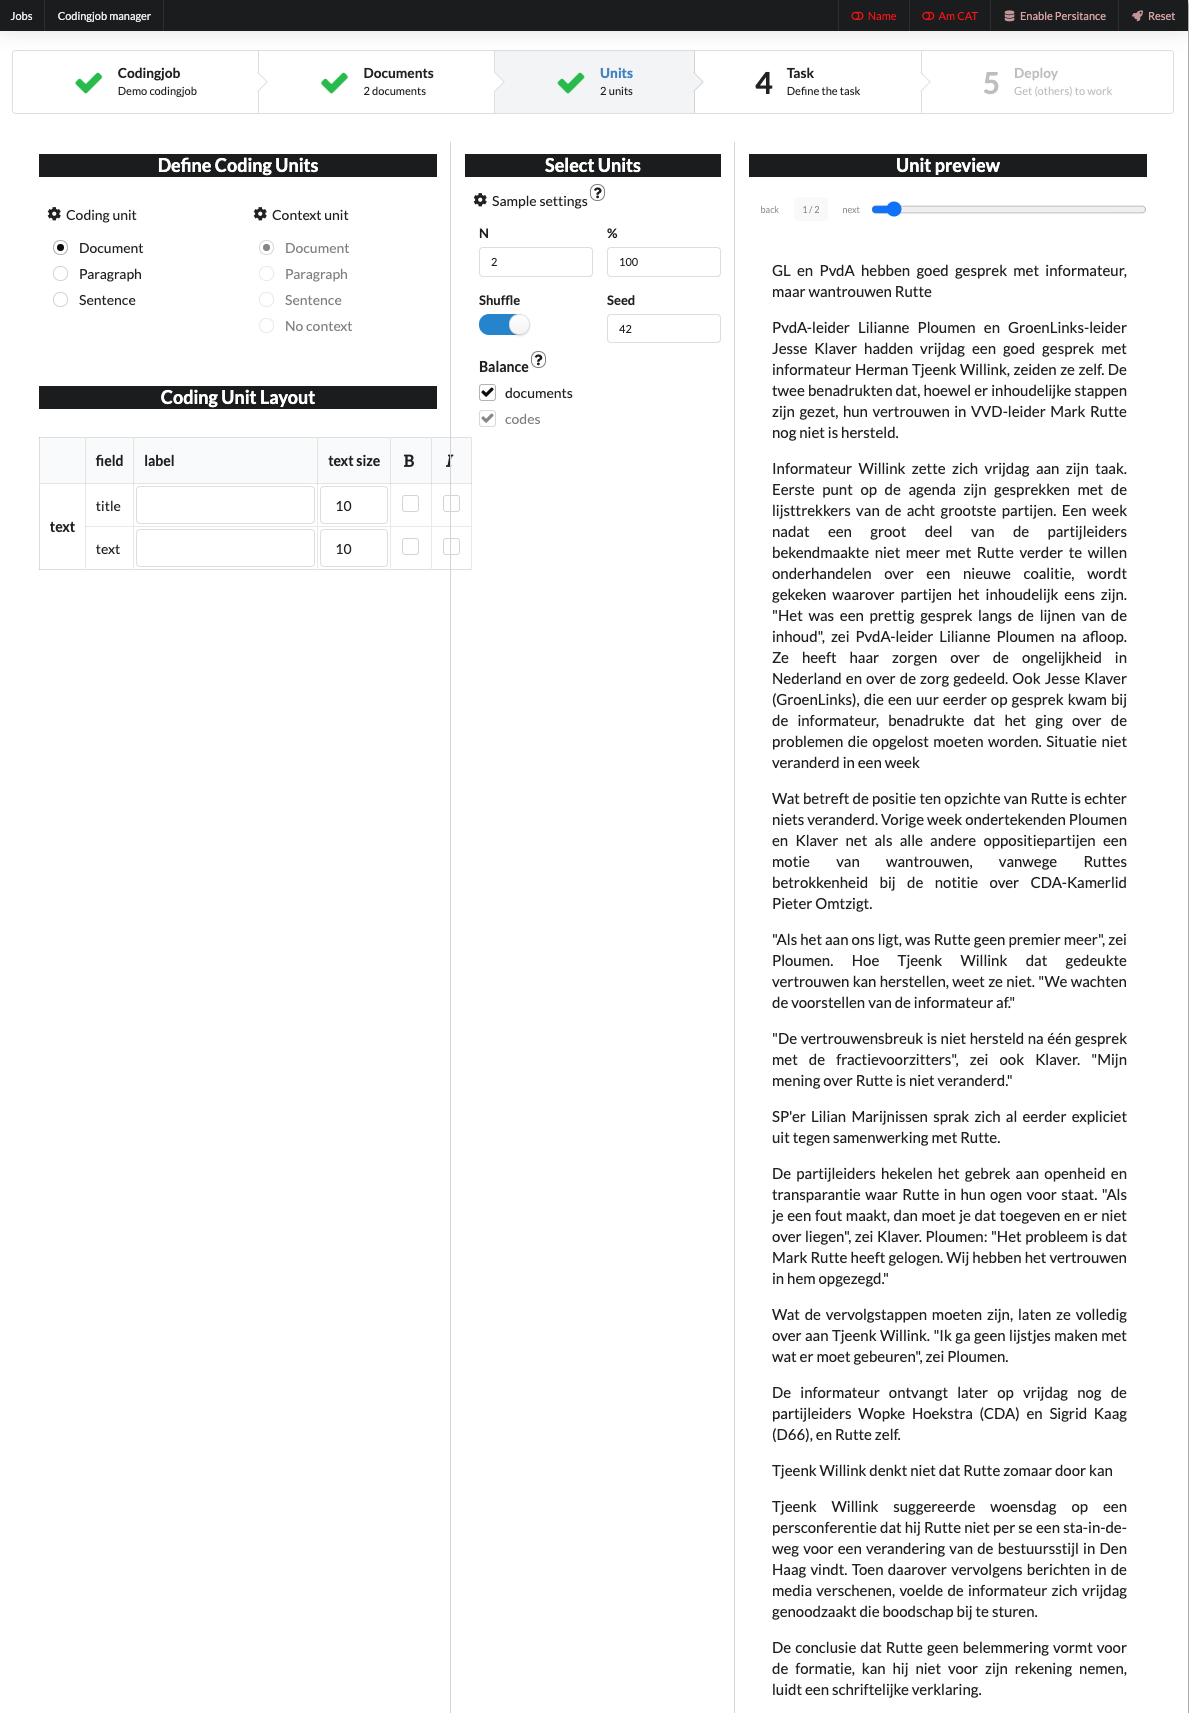 Jobs
Codingjob manager
Name
Am CAT
Enable Persitance
Reset
Codingjob
Demo codingjob
Documents
2 documents
Units
2 units
4
Task
Define the task
5
Deploy
Get (others) to work
Define Coding Units
Coding unit
Document
Paragraph
Sentence
Context unit
Document
Paragraph
Sentence
No context
Coding Unit Layout
field label text size B I
text
title 10
text 10
Select Units
Sample settings ?
N %
2 100
Shuffle Seed
42
Balance ?
documents
codes
Unit preview
back 1 / 2 next
GL en PvdA hebben goed gesprek met informateur,
maar wantrouwen Rutte
PvdA-leider Lilianne Ploumen en GroenLinks-leider
Jesse Klaver hadden vrijdag een goed gesprek met
informateur Herman Tjeenk Willink, zeiden ze zelf. De
twee benadrukten dat, hoewel er inhoudelijke stappen
zijn gezet, hun vertrouwen in VVD-leider Mark Rutte
nog niet is hersteld.
Informateur Willink zette zich vrijdag aan zijn taak.
Eerste punt op de agenda zijn gesprekken met de
lijsttrekkers van de acht grootste partijen. Een week
nadat een groot deel van de partijleiders
bekendmaakte niet meer met Rutte verder te willen
onderhandelen over een nieuwe coalitie, wordt
gekeken waarover partijen het inhoudelijk eens zijn.
"Het was een prettig gesprek langs de lijnen van de
inhoud", zei PvdA-leider Lilianne Ploumen na afloop.
Ze heeft haar zorgen over de ongelijkheid in
Nederland en over de zorg gedeeld. Ook Jesse Klaver
(GroenLinks), die een uur eerder op gesprek kwam bij
de informateur, benadrukte dat het ging over de
problemen die opgelost moeten worden. Situatie niet
veranderd in een week
Wat betreft de positie ten opzichte van Rutte is echter
niets veranderd. Vorige week ondertekenden Ploumen
en Klaver net als alle andere oppositiepartijen een
motie van wantrouwen, vanwege Ruttes
betrokkenheid bij de notitie over CDA-Kamerlid
Pieter Omtzigt.
"Als het aan ons ligt, was Rutte geen premier meer", zei
Ploumen. Hoe Tjeenk Willink dat gedeukte
vertrouwen kan herstellen, weet ze niet. "We wachten
de voorstellen van de informateur af."
"De vertrouwensbreuk is niet hersteld na één gesprek
met de fractievoorzitters", zei ook Klaver. "Mijn
mening over Rutte is niet veranderd."
SP'er Lilian Marijnissen sprak zich al eerder expliciet
uit tegen samenwerking met Rutte.
De partijleiders hekelen het gebrek aan openheid en
transparantie waar Rutte in hun ogen voor staat. "Als
je een fout maakt, dan moet je dat toegeven en er niet
over liegen", zei Klaver. Ploumen: "Het probleem is dat
Mark Rutte heeft gelogen. Wij hebben het vertrouwen
in hem opgezegd."
Wat de vervolgstappen moeten zijn, laten ze volledig
over aan Tjeenk Willink. "Ik ga geen lijstjes maken met
wat er moet gebeuren", zei Ploumen.
De informateur ontvangt later op vrijdag nog de
partijleiders Wopke Hoekstra (CDA) en Sigrid Kaag
(D66), en Rutte zelf.
Tjeenk Willink denkt niet dat Rutte zomaar door kan
Tjeenk Willink suggereerde woensdag op een
persconferentie dat hij Rutte niet per se een sta-in-de-
weg voor een verandering van de bestuursstijl in Den
Haag vindt. Toen daarover vervolgens berichten in de
media verschenen, voelde de informateur zich vrijdag
genoodzaakt die boodschap bij te sturen.
De conclusie dat Rutte geen belemmering vormt voor
de formatie, kan hij niet voor zijn rekening nemen,
luidt een schriftelijke verklaring.